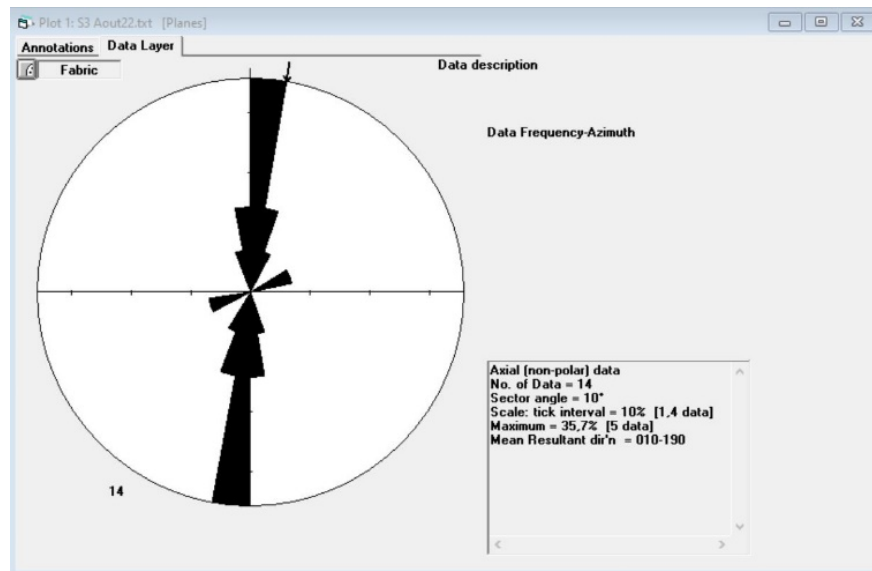 Plot 1: S3 Aout22.txt [Planes]
Annotations Data Layer
Fabric
Data description
Data Frequency-Azimuth
Axial (non-polar) data
No. of Data = 14
Sector angle = 10°
Scale: tick interval = 10% [1,4 data]
Maximum = 35,7% [5 data]
Mean Resultant dir'n = 010-190
14